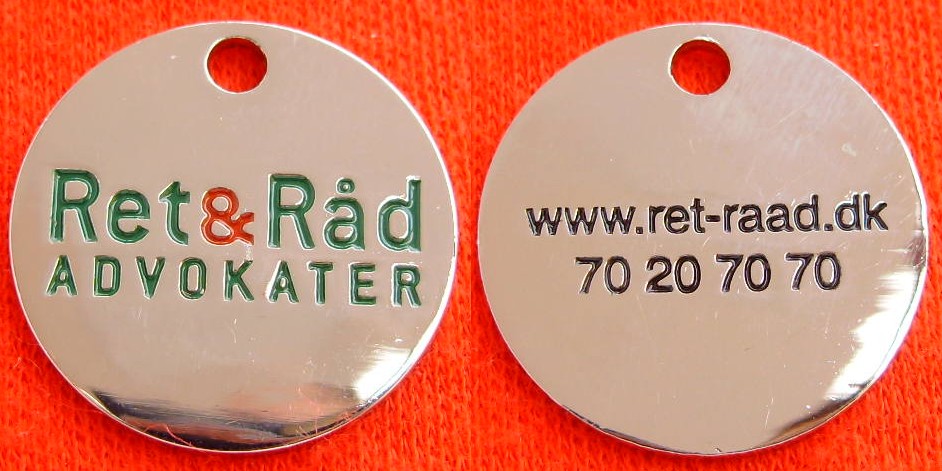 Ret&Råd
ADVOKATER
www.ret-raad.dk
70 20 70 70